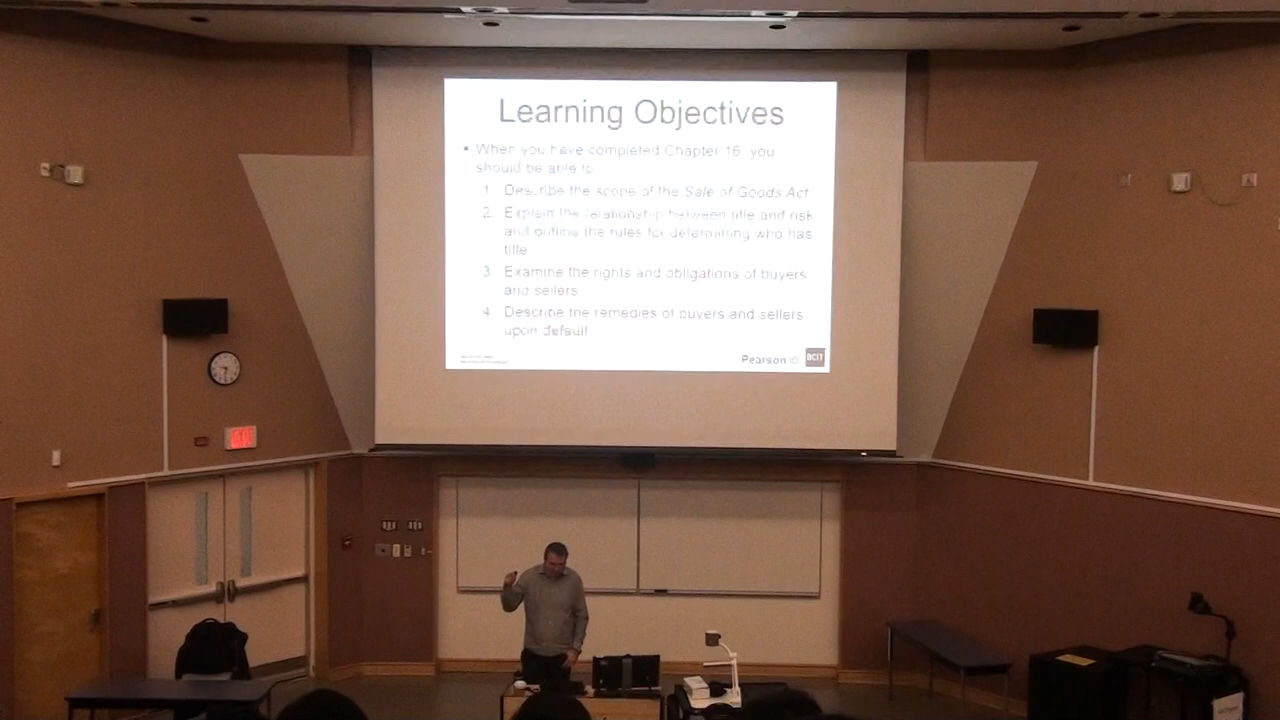 Learning Objectives
• When you have completed Chapter 16, you
should be able to
1. Describe the scope of the Sale of Goods Act
2. Explain the relationship between title and risk
and outline the rules for determining who has
title
3. Examine the rights and obligations of buyers
and sellers
4. Describe the remedies of buyers and sellers
upon default
Pearson ©
BCIT